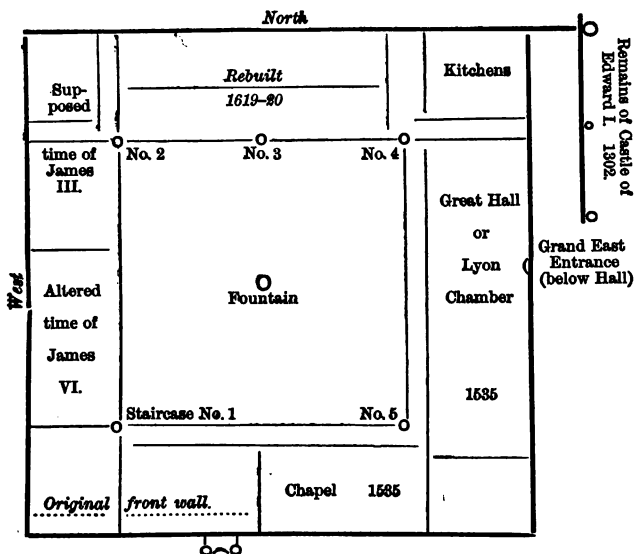 North
Rebuilt
1619–20
Kitchens
Sup-
posed
time of
James
III.
No. 2
No. 3
No. 4
Remains of Castle of
Edward I. 1302.
Great Hall
or
Lyon
Chamber
1535
Grand East
Entrance
(below Hall)
West
Altered
time of
James
VI.
Fountain
Staircase No. 1
No. 5
Original front wall.
Chapel 1535